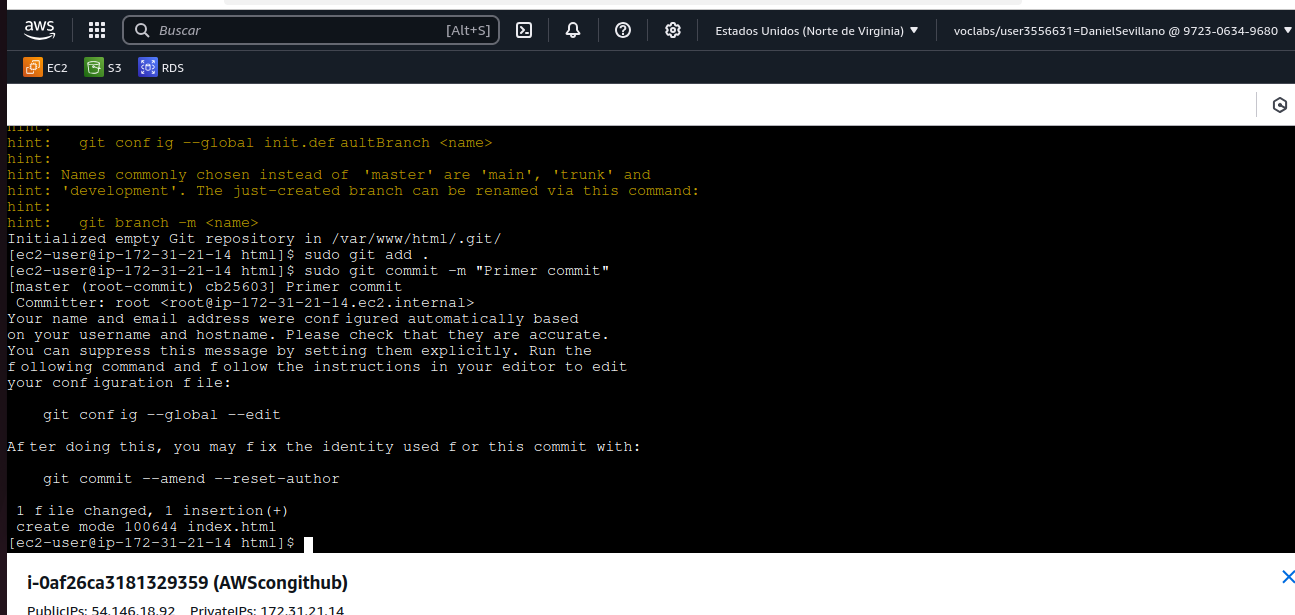 aws
Buscar [Alt+S] Estados Unidos (Norte de Virginia) ▼ voclabs/user3556631=DanielSevillano @ 9723-0634-9680 ▼
EC2 S3 RDS
hint:
hint:   git config --global init.defaultBranch <name>
hint:
hint: Names commonly chosen instead of 'master' are 'main', 'trunk' and
hint: 'development'. The just-created branch can be renamed via this command:
hint:
hint:   git branch -m <name>
Initialized empty Git repository in /var/www/html/.git/
[ec2-user@ip-172-31-21-14 html]$ sudo git add .
[ec2-user@ip-172-31-21-14 html]$ sudo git commit -m "Primer commit"
[master (root-commit) cb25603] Primer commit
 Committer: root <root@ip-172-31-21-14.ec2.internal>
Your name and email address were configured automatically based
on your username and hostname. Please check that they are accurate.
You can suppress this message by setting them explicitly. Run the
following command and follow the instructions in your editor to edit
your configuration file:

    git config --global --edit

After doing this, you may fix the identity used for this commit with:

    git commit --amend --reset-author

 1 file changed, 1 insertion(+)
 create mode 100644 index.html
[ec2-user@ip-172-31-21-14 html]$
i-0af26ca3181329359 (AWScongithub)
PublicIPs: 54.146.18.92 PrivateIPs: 172.31.21.14